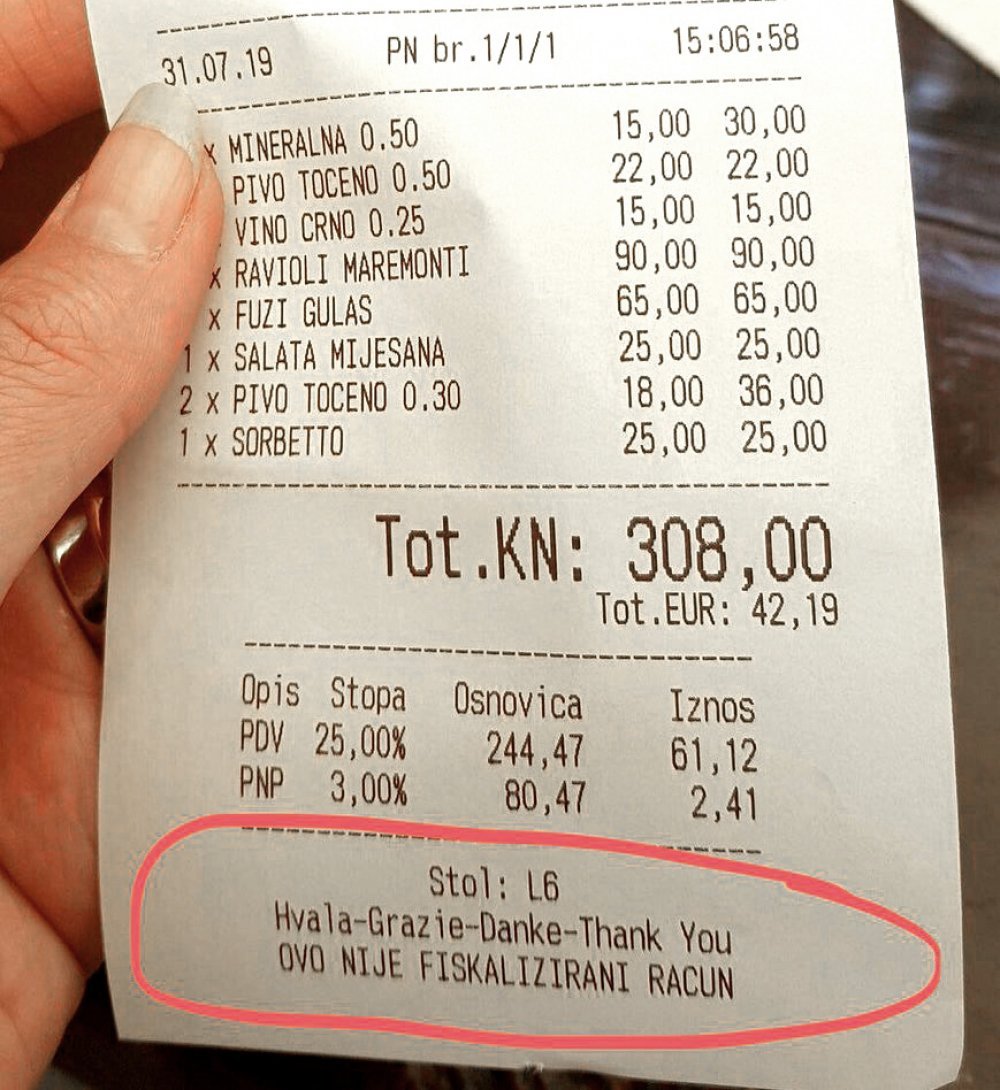 31.07.19 PN br.1/1/1 15:06:58
x MINERALNA 0.50 15,00 30,00
PIVO TOCENO 0.50 22,00 22,00
VINO CRNO 0.25 15,00 15,00
x RAVIOLI MAREMONTI 90,00 90,00
x FUZI GULAS 65,00 65,00
1 x SALATA MIJESANA 25,00 25,00
2 x PIVO TOCENO 0.30 18,00 36,00
1 x SORBETTO 25,00 25,00
Tot.KN: 308,00
Tot.EUR: 42,19
Opis Stopa Osnovica Iznos
PDV 25,00% 244,47 61,12
PNP 3,00% 80,47 2,41
Stol: L6
Hvala-Grazie-Danke-Thank You
OVO NIJE FISKALIZIRANI RACUN